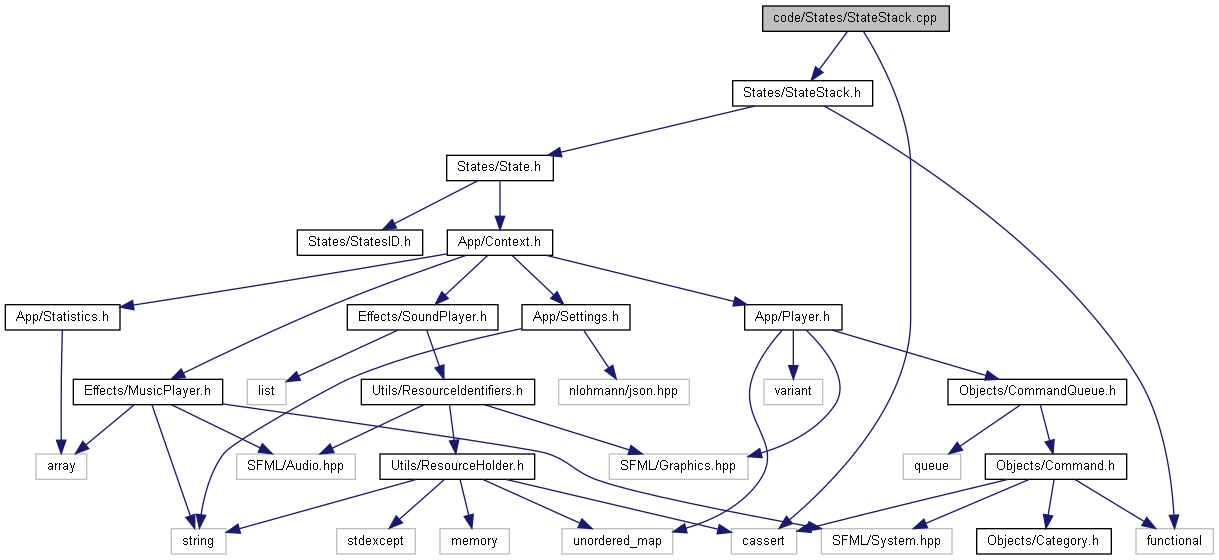 code/States/StateStack.cpp
States/StateStack.h
States/State.h
States/StatesID.h
App/Context.h
App/Statistics.h
Effects/SoundPlayer.h
App/Settings.h
App/Player.h
Effects/MusicPlayer.h
list
Utils/ResourceIdentifiers.h
nlohmann/json.hpp
variant
Objects/CommandQueue.h
array
SFML/Audio.hpp
Utils/ResourceHolder.h
SFML/Graphics.hpp
queue
Objects/Command.h
string
stdexcept
memory
unordered_map
cassert
SFML/System.hpp
Objects/Category.h
functional